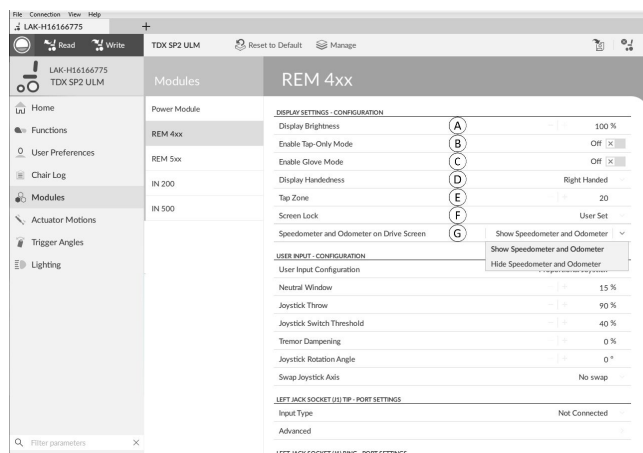 File Connection View Help
LAK-H16166775 +
Read Write TDX SP2 ULM Reset to Default Manage
LAK-H16166775
TDX SP2 ULM
Modules
REM 4xx
Home
Functions
User Preferences
Chair Log
Modules
Actuator Motions
Trigger Angles
Lighting
Filter parameters ×
Power Module
REM 4xx
REM 5xx
IN 200
IN 500
DISPLAY SETTINGS - CONFIGURATION
Display Brightness A − + 100 %
Enable Tap-Only Mode B Off ×
Enable Glove Mode C Off ×
Display Handedness D Right Handed
Tap Zone E − + 20
Screen Lock F User Set
Speedometer and Odometer on Drive Screen G Show Speedometer and Odometer
Show Speedometer and Odometer
Hide Speedometer and Odometer
USER INPUT - CONFIGURATION
User Input Configuration
Neutral Window − + 15 %
Joystick Throw − + 90 %
Joystick Switch Threshold − + 40 %
Tremor Dampening − + 0 %
Joystick Rotation Angle − + 0 °
Swap Joystick Axis No swap
LEFT JACK SOCKET (J1) TIP - PORT SETTINGS
Input Type Not Connected
Advanced